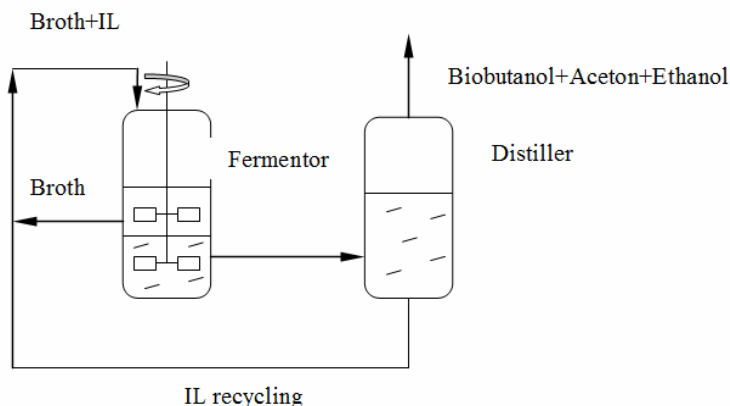 Broth+IL
Biobutanol+Aceton+Ethanol
Fermentor
Distiller
Broth
IL recycling